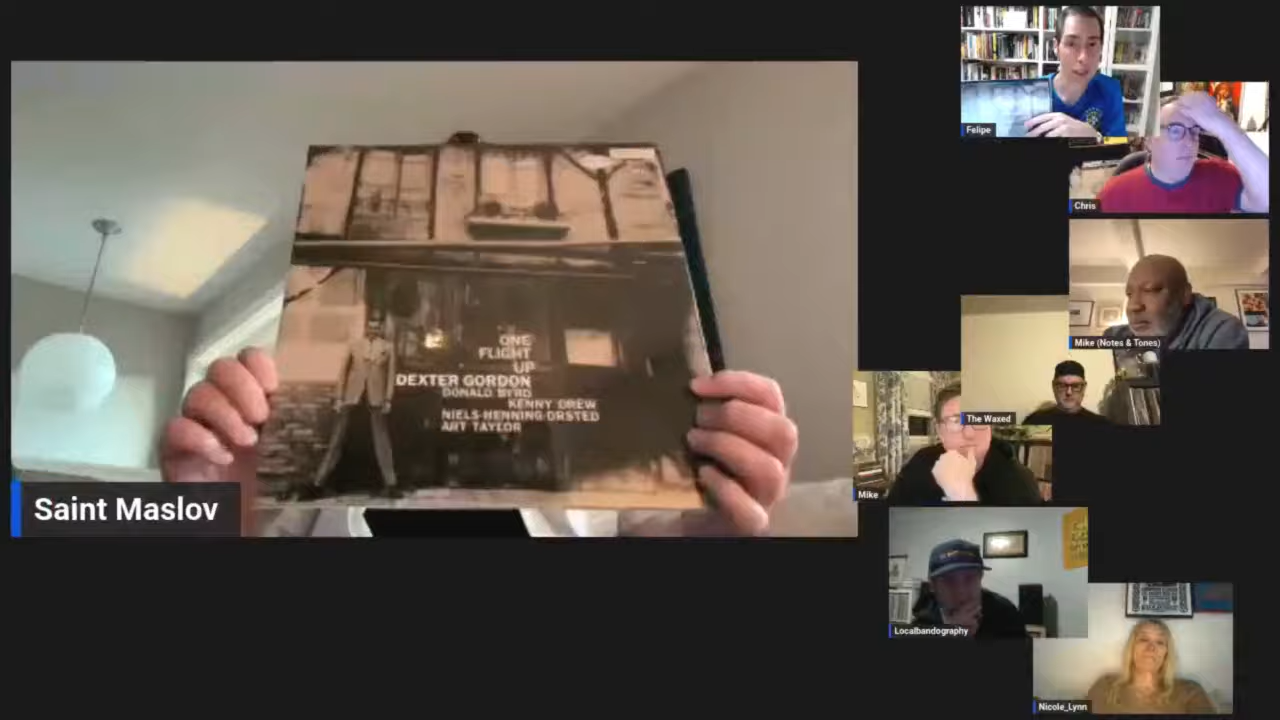 ONE
FLIGHT
UP
DEXTER GORDON
DONALD BYRD
KENNY DREW
NIELS-HENNING ORSTED
ART TAYLOR
Saint Maslov
Felipe
Chris
Mike (Notes & Tones)
The Waxed
Mike
Localbandography
Nicole_Lynn